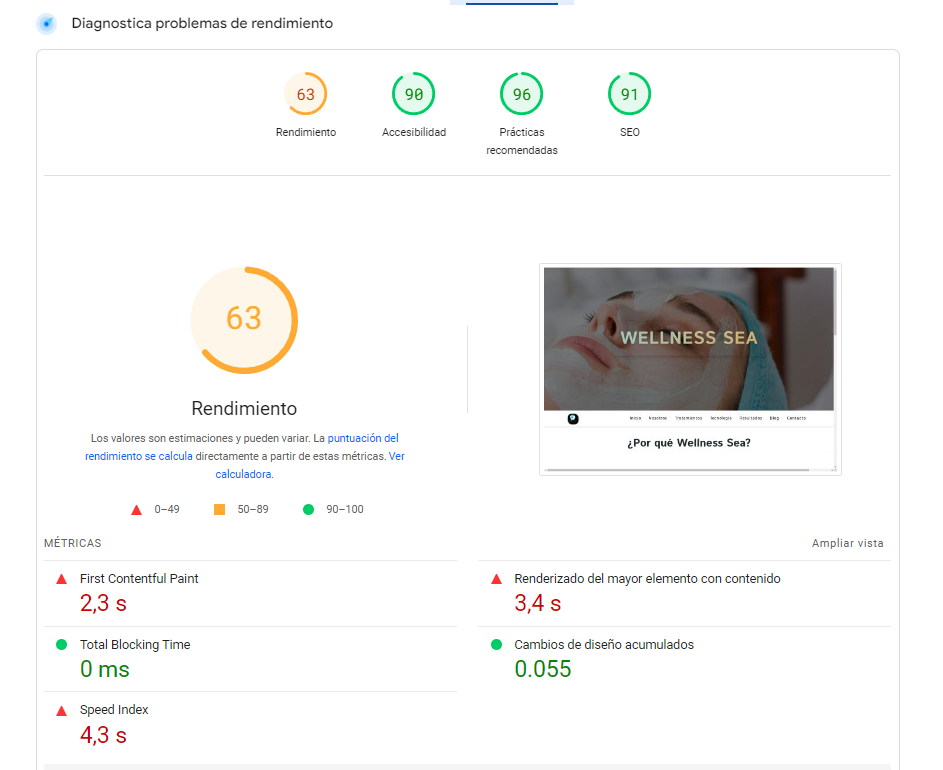 Diagnostica problemas de rendimiento
63
90
96
91
Rendimiento
Accesibilidad
Prácticas
recomendadas
SEO
63
Rendimiento
Los valores son estimaciones y pueden variar. La puntuación del
rendimiento se calcula directamente a partir de estas métricas. Ver
calculadora.
0–49
50–89
90–100
WELLNESS SEA
Inicio Nosotros Tratamientos Tecnología Resultados Blog Contacto
¿Por qué Wellness Sea?
MÉTRICAS
Ampliar vista
First Contentful Paint
2,3 s
Renderizado del mayor elemento con contenido
3,4 s
Total Blocking Time
0 ms
Cambios de diseño acumulados
0.055
Speed Index
4,3 s